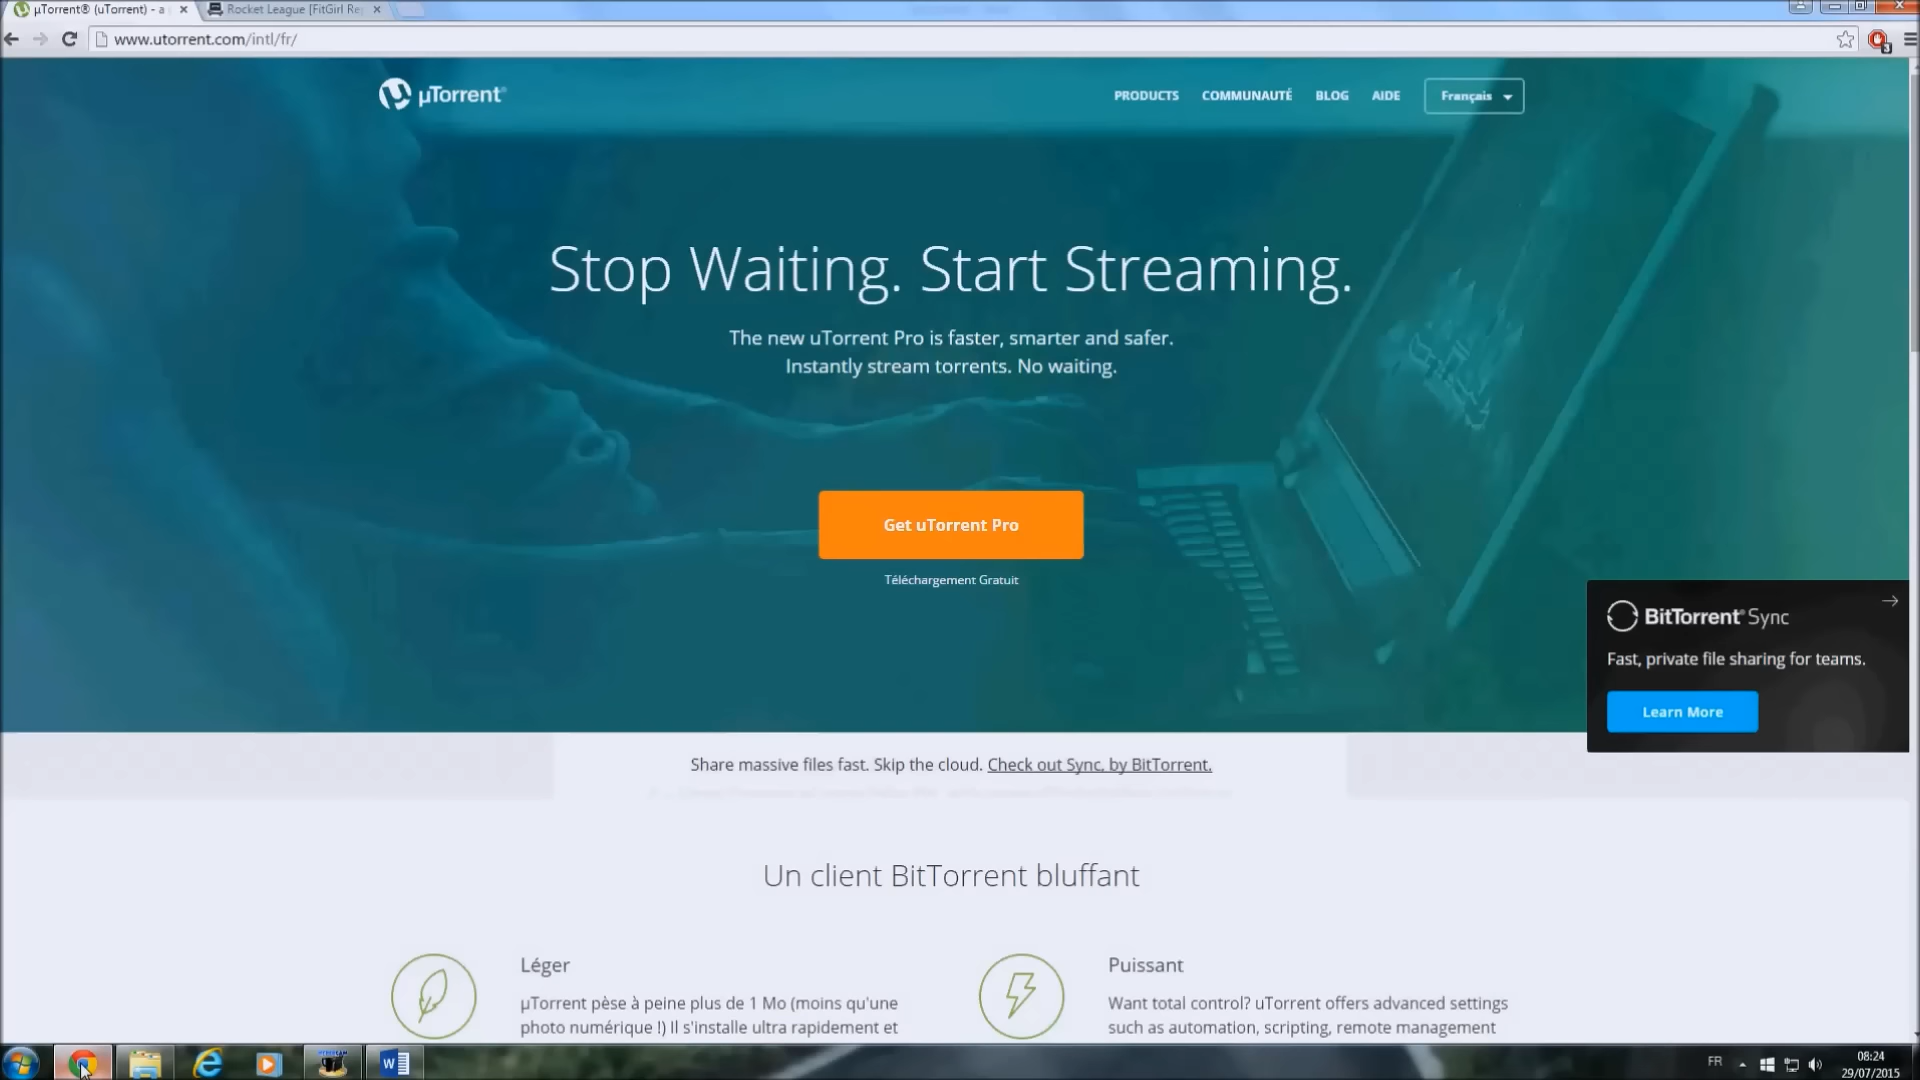 µTorrent® (uTorrent) - a
Rocket League [FitGirl Re
www.utorrent.com/intl/fr/
µTorrent®
PRODUCTS
COMMUNAUTÉ
BLOG
AIDE
Français
Stop Waiting. Start Streaming.
The new uTorrent Pro is faster, smarter and safer.
Instantly stream torrents. No waiting.
Get uTorrent Pro
Téléchargement Gratuit
BitTorrent® Sync
Fast, private file sharing for teams.
Learn More
Share massive files fast. Skip the cloud. Check out Sync, by BitTorrent.
Un client BitTorrent bluffant
Léger
µTorrent pèse à peine plus de 1 Mo (moins qu'une
photo numérique !) Il s'installe ultra rapidement et
Puissant
Want total control? uTorrent offers advanced settings
such as automation, scripting, remote management
FR
08:24
29/07/2015